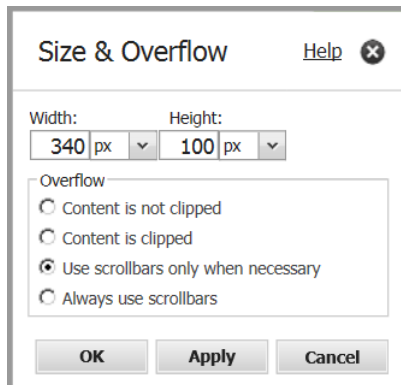 Size & Overflow Help
Width: Height:
340 px 100 px
Overflow
Content is not clipped
Content is clipped
Use scrollbars only when necessary
Always use scrollbars
OK Apply Cancel